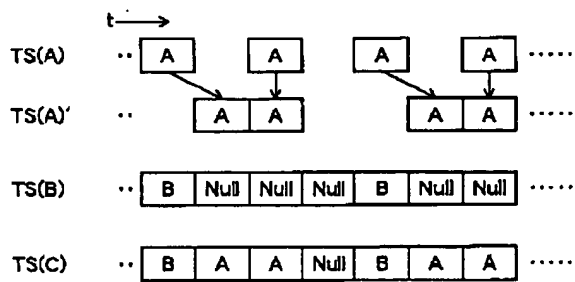 t
TS(A) ·· A A A A ·····
TS(A)' ·· A A A A ·····
TS(B) ·· B Null Null Null B Null Null ·····
TS(C) ·· B A A Null B A A ·····